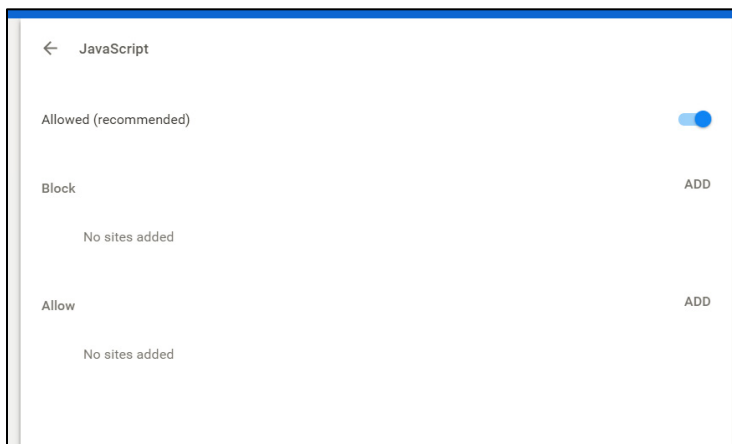 JavaScript
Allowed (recommended)
Block ADD
No sites added
Allow ADD
No sites added